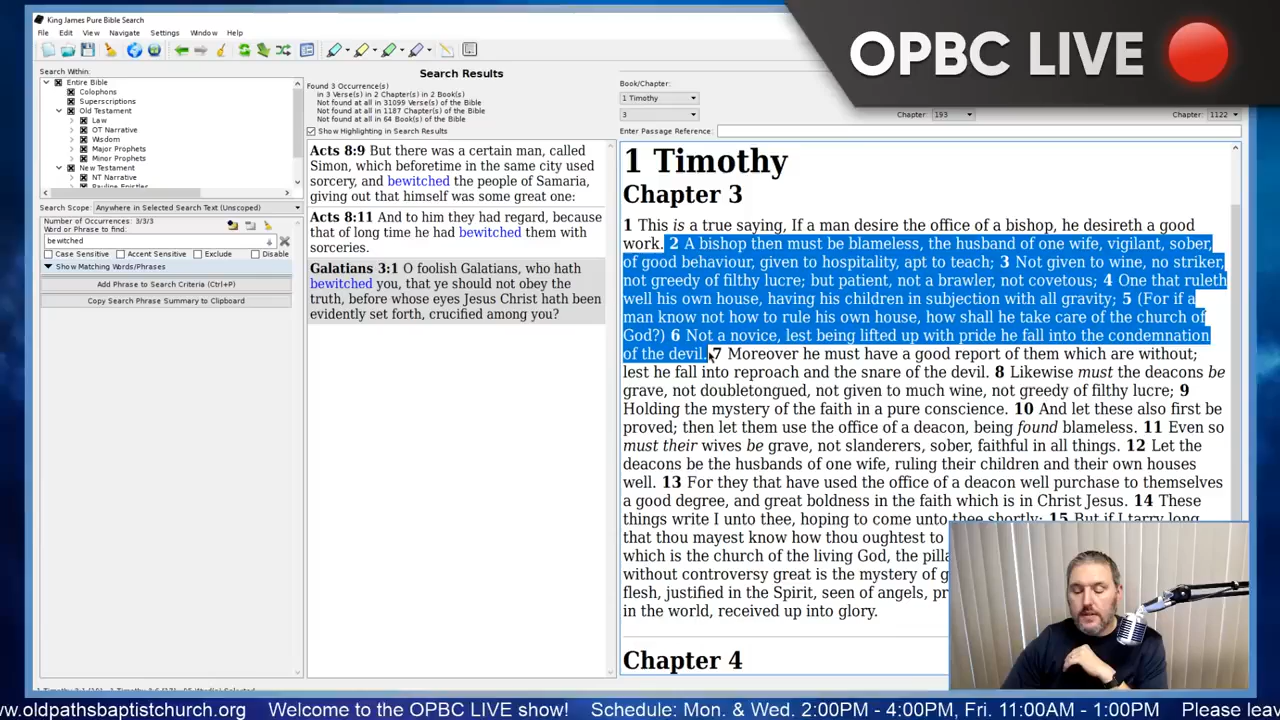 King James Pure Bible Search
OPBC LIVE
File Edit View Navigate Settings Window Help
Search Within:
Entire Bible
Colophons
Superscriptions
Old Testament
Law
OT Narrative
Wisdom
Major Prophets
Minor Prophets
New Testament
NT Narrative
Pauline Epistles
Search Scope: Anywhere in Selected Search Text (Unscoped)
Number of Occurrences: 3/3/3
Word or Phrase to find:
bewitched
Case Sensitive Accent Sensitive Exclude Disable
Show Matching Words/Phrases
Add Phrase to Search Criteria (Ctrl+P)
Copy Search Phrase Summary to Clipboard
Search Results
Found 3 Occurrence(s)
in 3 Verse(s) in 2 Chapter(s) in 2 Book(s)
Not found at all in 31099 Verse(s) of the Bible
Not found at all in 1187 Chapter(s) of the Bible
Not found at all in 64 Book(s) of the Bible
Show Highlighting in Search Results
Acts 8:9 But there was a certain man, called
Simon, which beforetime in the same city used
sorcery, and bewitched the people of Samaria,
giving out that himself was some great one:
Acts 8:11 And to him they had regard, because
that of long time he had bewitched them with
sorceries.
Galatians 3:1 O foolish Galatians, who hath
bewitched you, that ye should not obey the
truth, before whose eyes Jesus Christ hath been
evidently set forth, crucified among you?
Book/Chapter:
1 Timothy
3
Chapter: 193
Chapter: 1122
Enter Passage Reference:
1 Timothy
Chapter 3
1 This is a true saying, If a man desire the office of a bishop, he desireth a good
work. 2 A bishop then must be blameless, the husband of one wife, vigilant, sober,
of good behaviour, given to hospitality, apt to teach; 3 Not given to wine, no striker,
not greedy of filthy lucre; but patient, not a brawler, not covetous; 4 One that ruleth
well his own house, having his children in subjection with all gravity; 5 (For if a
man know not how to rule his own house, how shall he take care of the church of
God?) 6 Not a novice, lest being lifted up with pride he fall into the condemnation
of the devil. 7 Moreover he must have a good report of them which are without;
lest he fall into reproach and the snare of the devil. 8 Likewise must the deacons be
grave, not doubletongued, not given to much wine, not greedy of filthy lucre; 9
Holding the mystery of the faith in a pure conscience. 10 And let these also first be
proved; then let them use the office of a deacon, being found blameless. 11 Even so
must their wives be grave, not slanderers, sober, faithful in all things. 12 Let the
deacons be the husbands of one wife, ruling their children and their own houses
well. 13 For they that have used the office of a deacon well purchase to themselves
a good degree, and great boldness in the faith which is in Christ Jesus. 14 These
things write I unto thee, hoping to come unto thee shortly: 15 But if I tarry long,
that thou mayest know how thou oughtest to
which is the church of the living God, the pilla
without controversy great is the mystery of g
flesh, justified in the Spirit, seen of angels, pr
in the world, received up into glory.
Chapter 4
ww.oldpathsbaptistchurch.org Welcome to the OPBC LIVE show! Schedule: Mon. & Wed. 2:00PM - 4:00PM, Fri. 11:00AM - 1:00PM Please leav